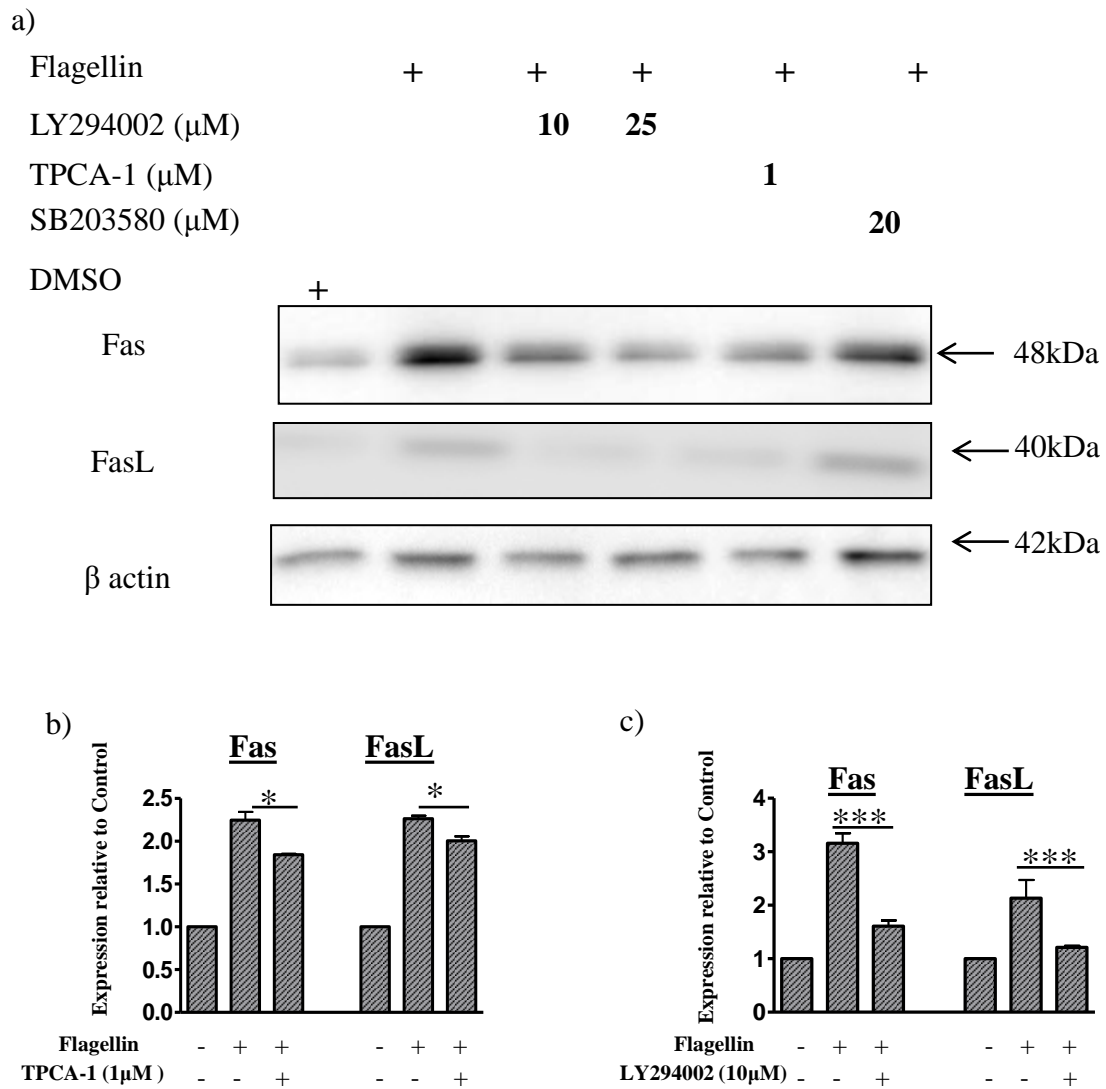 a)
Flagellin + + + + +
LY294002 (μM) 10 25
TPCA-1 (μM) 1
SB203580 (μM) 20
DMSO +
Fas 48kDa
FasL 40kDa
β actin 42kDa
b)
Fas FasL
Expression relative to Control
2.5
2.0
1.5
1.0
0.5
0.0
* *
Flagellin - + + - + +
TPCA-1 (1μM ) - - + - - +
c)
Fas FasL
Expression relative to Control
4
3
2
1
0
*** ***
Flagellin - + + - + +
LY294002 (10μM) - - + - - +